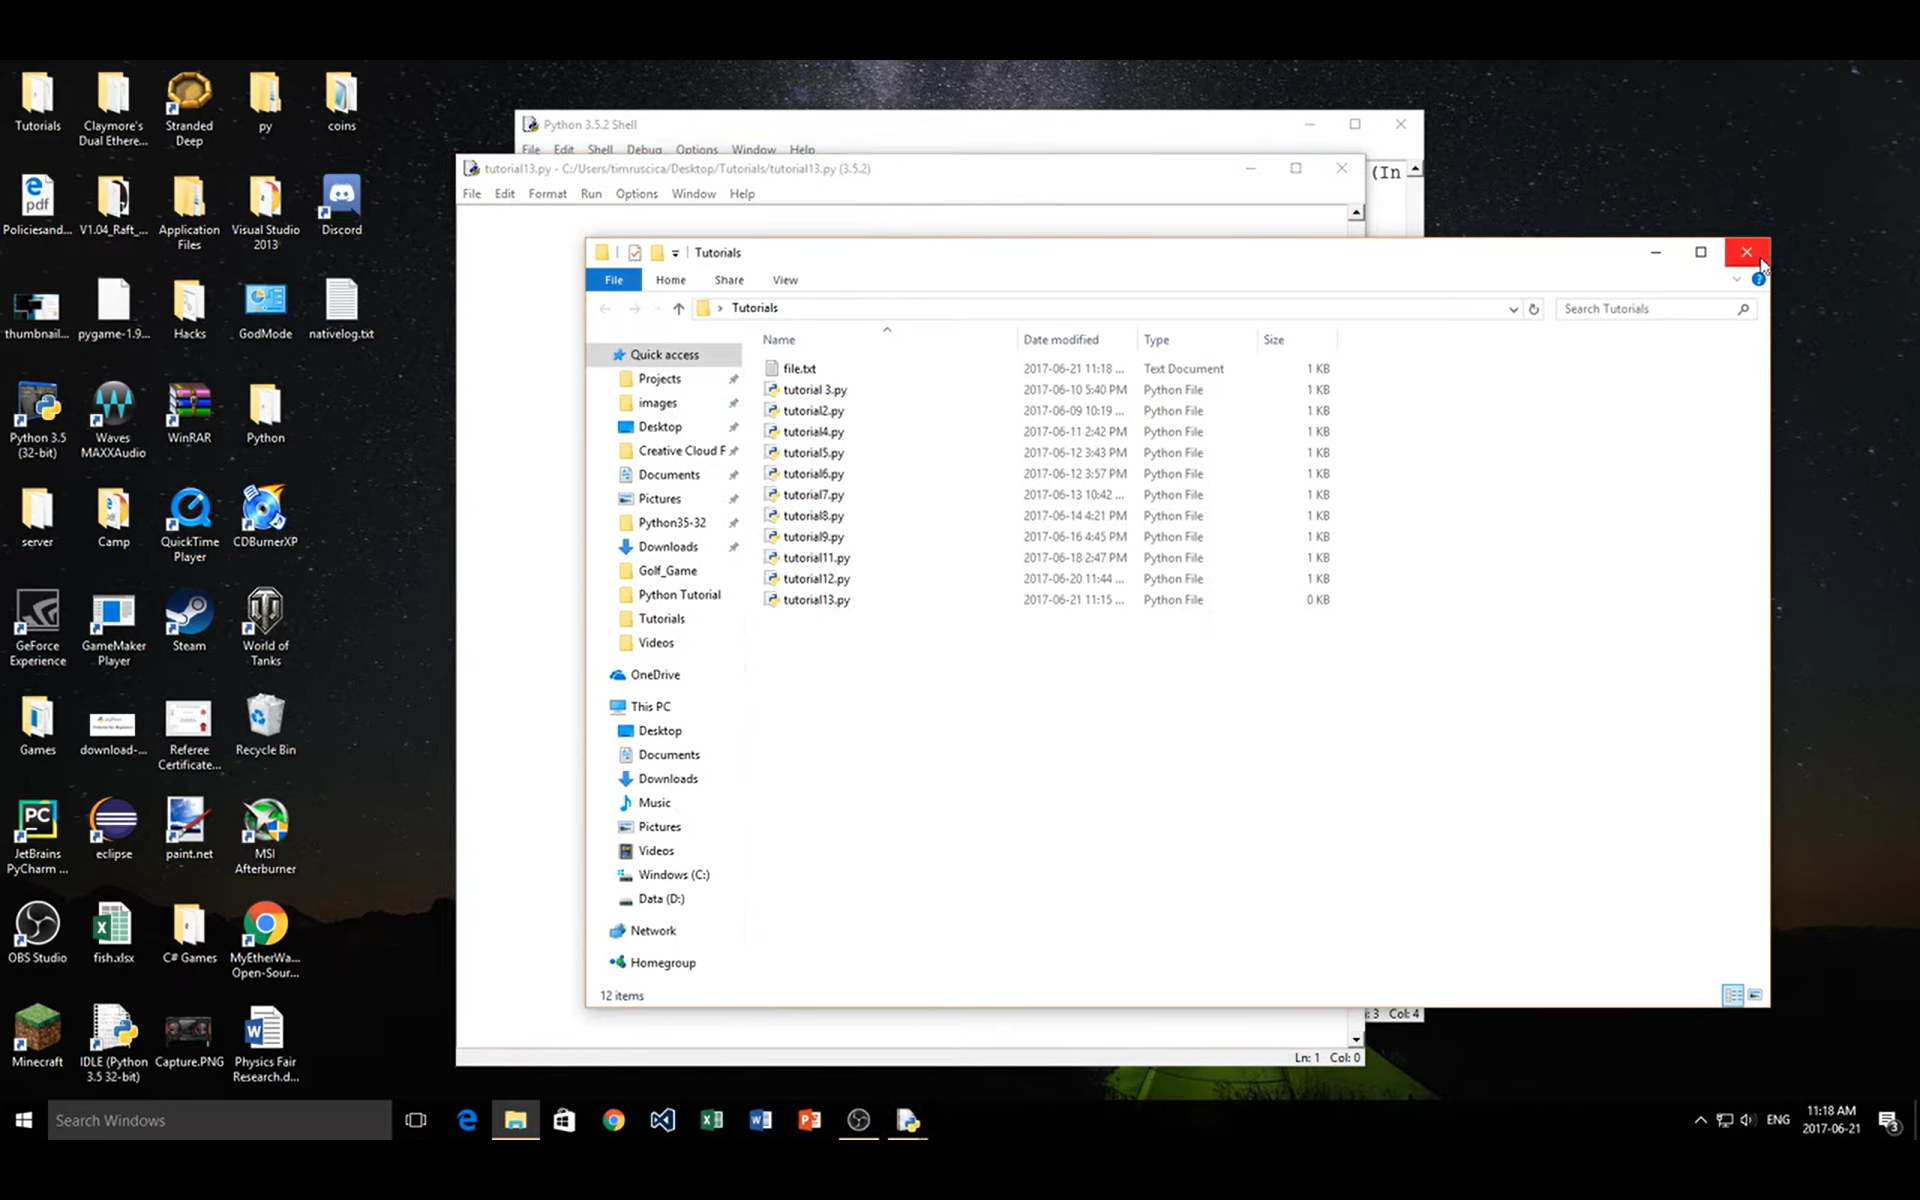 Tutorials
Claymore's
Dual Ethere...
Stranded
Deep
py
coins
Policiesand...
V1.04_Raft_...
Application
Files
Visual Studio
2013
Discord
thumbnail...
pygame-1.9...
Hacks
GodMode
nativelog.txt
Python 3.5
(32-bit)
Waves
MAXXAudio
WinRAR
Python
server
Camp
QuickTime
Player
CDBurnerXP
GeForce
Experience
GameMaker
Player
Steam
World of
Tanks
Games
download-...
Referee
Certificate...
Recycle Bin
JetBrains
PyCharm ...
eclipse
paint.net
MSI
Afterburner
OBS Studio
fish.xlsx
C# Games
MyEtherWa...
Open-Sour...
Minecraft
IDLE (Python
3.5 32-bit)
Capture.PNG
Physics Fair
Research.d...
Python 3.5.2 Shell
File Edit Shell Debug Options Window Help
(In
tutorial13.py - C:/Users/timruscica/Desktop/Tutorials/tutorial13.py (3.5.2)
File Edit Format Run Options Window Help
Tutorials
File Home Share View
Tutorials
Search Tutorials
Name Date modified Type Size
Quick access
Projects
images
Desktop
Creative Cloud F
Documents
Pictures
Python35-32
Downloads
Golf_Game
Python Tutorial
Tutorials
Videos
OneDrive
This PC
Desktop
Documents
Downloads
Music
Pictures
Videos
Windows (C:)
Data (D:)
Network
Homegroup
file.txt 2017-06-21 11:18 ... Text Document 1 KB
tutorial 3.py 2017-06-10 5:40 PM Python File 1 KB
tutorial2.py 2017-06-09 10:19 ... Python File 1 KB
tutorial4.py 2017-06-11 2:42 PM Python File 1 KB
tutorial5.py 2017-06-12 3:43 PM Python File 1 KB
tutorial6.py 2017-06-12 3:57 PM Python File 1 KB
tutorial7.py 2017-06-13 10:42 ... Python File 1 KB
tutorial8.py 2017-06-14 4:21 PM Python File 1 KB
tutorial9.py 2017-06-16 4:45 PM Python File 1 KB
tutorial11.py 2017-06-18 2:47 PM Python File 1 KB
tutorial12.py 2017-06-20 11:44 ... Python File 1 KB
tutorial13.py 2017-06-21 11:15 ... Python File 0 KB
12 items
: 3 Col: 4
Ln: 1 Col: 0
Search Windows
ENG
11:18 AM
2017-06-21
3